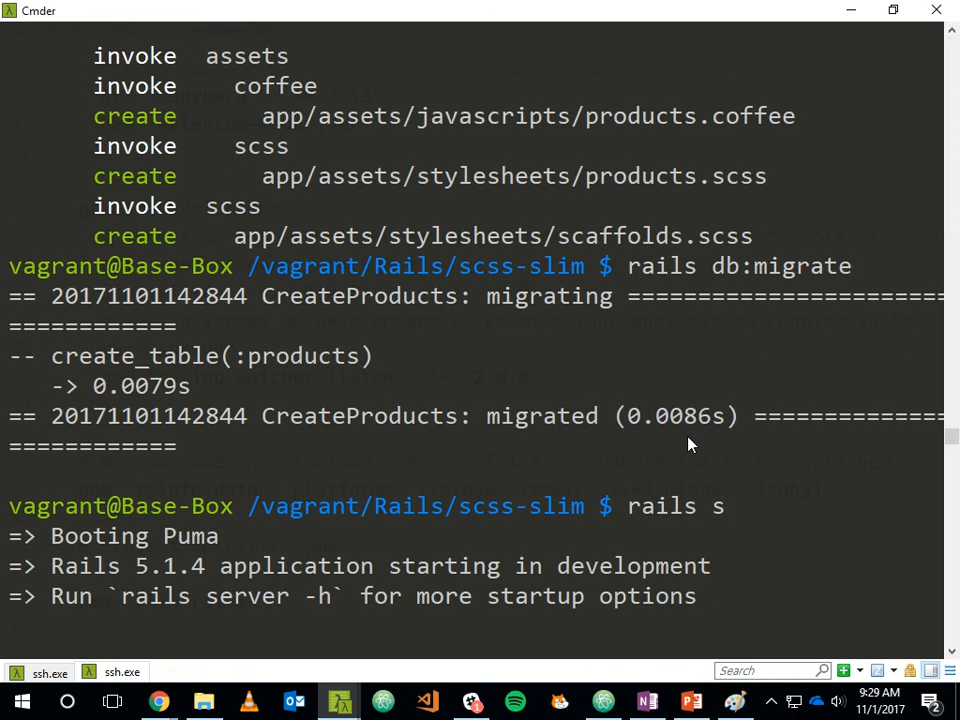 Cmder
invoke assets
invoke coffee
create app/assets/javascripts/products.coffee
invoke scss
create app/assets/stylesheets/products.scss
invoke scss
create app/assets/stylesheets/scaffolds.scss
vagrant@Base-Box /vagrant/Rails/scss-slim $ rails db:migrate
== 20171101142844 CreateProducts: migrating =======================
============
-- create_table(:products)
-> 0.0079s
== 20171101142844 CreateProducts: migrated (0.0086s) ==============
============
vagrant@Base-Box /vagrant/Rails/scss-slim $ rails s
=> Booting Puma
=> Rails 5.1.4 application starting in development
=> Run `rails server -h` for more startup options
ssh.exe
ssh.exe
Search
9:29 AM
11/1/2017
2